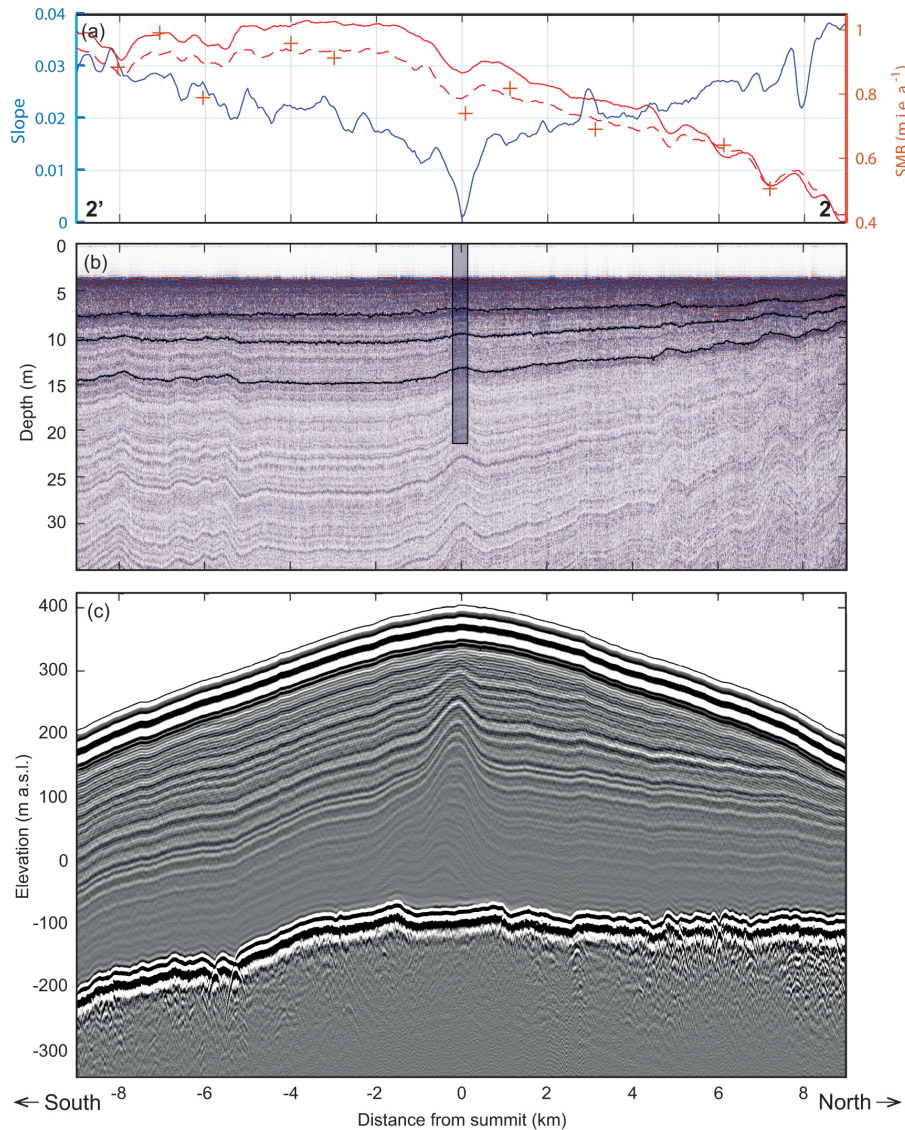 (a)
0.04
0.03
0.02
0.01
0
Slope
1
0.8
0.6
0.4
SMB (m i.e a⁻¹)
2'
2
(b)
0
5
10
15
20
25
30
Depth (m)
(c)
400
300
200
100
0
-100
-200
-300
Elevation (m a.s.l.)
-8 -6 -4 -2 0 2 4 6 8
← South
North →
Distance from summit (km)